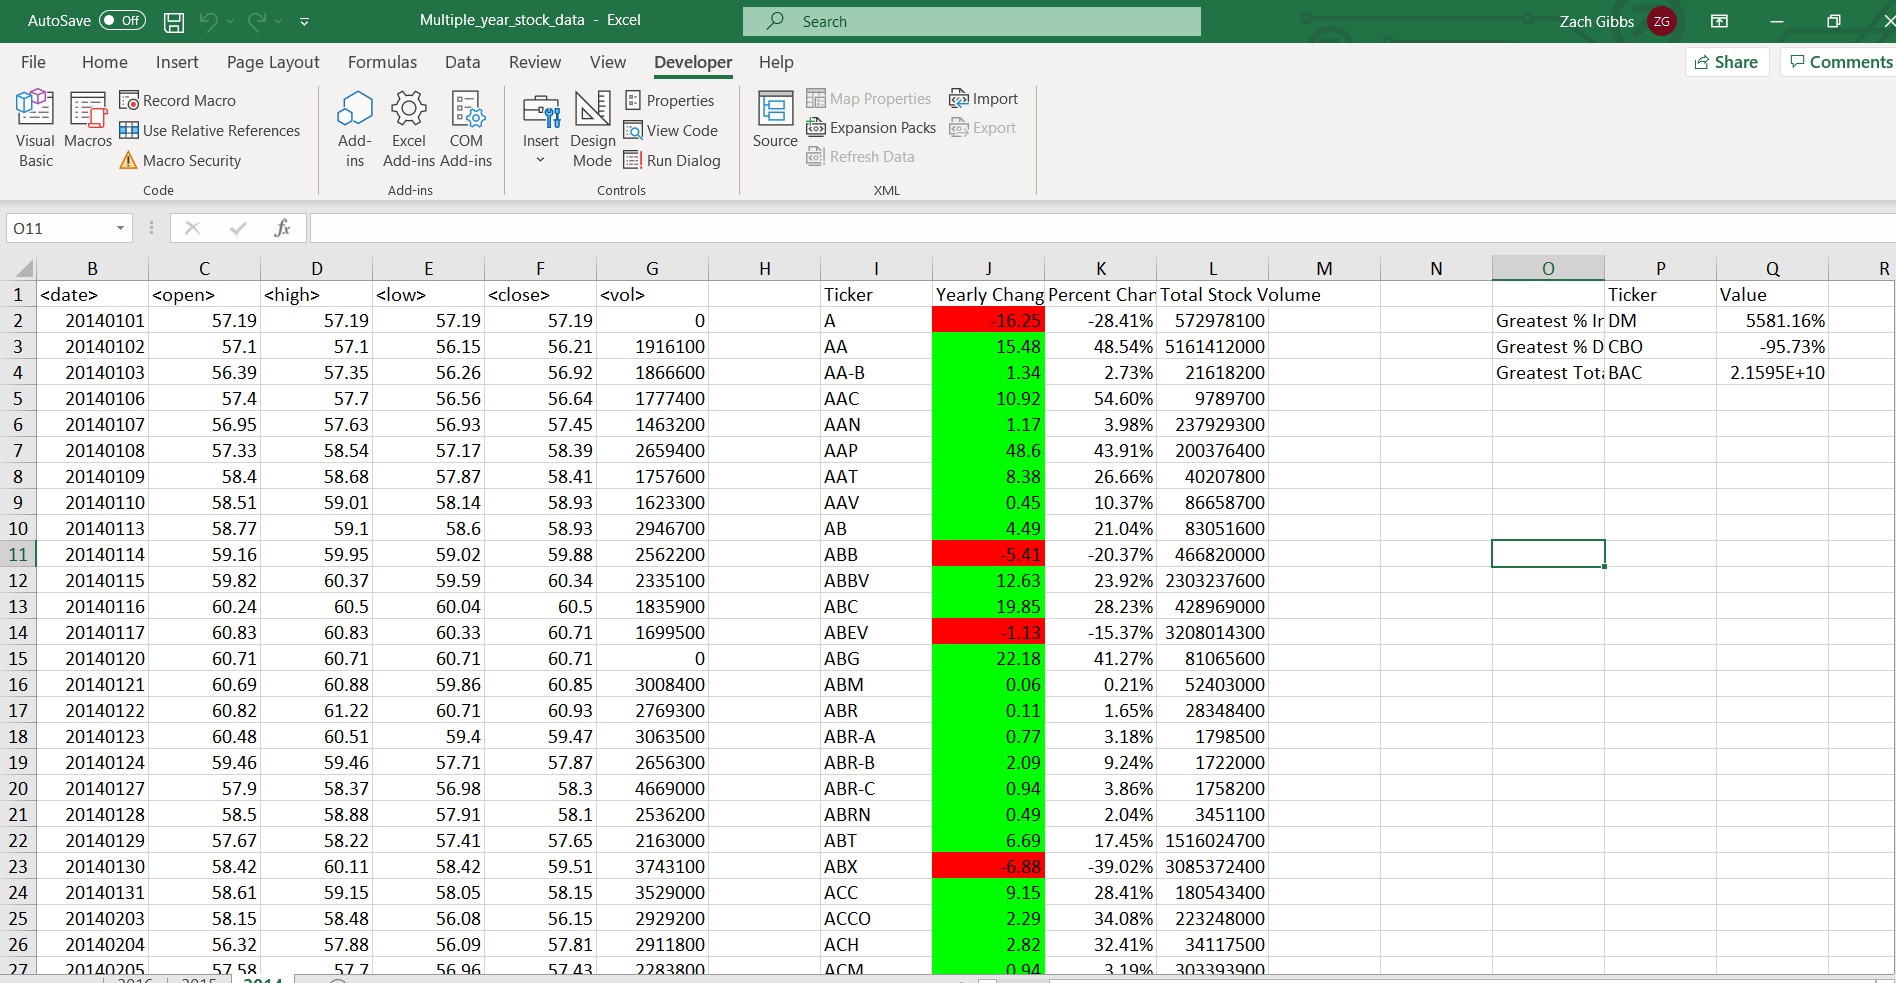 AutoSave Off Multiple_year_stock_data - Excel Search Zach Gibbs ZG
File Home Insert Page Layout Formulas Data Review View Developer Help Share Comments
Visual Basic
Macros
Record Macro
Use Relative References
Macro Security
Code
Add-ins
Excel Add-ins
COM Add-ins
Add-ins
Insert
Design Mode
Properties
View Code
Run Dialog
Controls
Source
Map Properties
Expansion Packs
Refresh Data
Import
Export
XML
O11 fx
B C D E F G H I J K L M N O P Q R
1 <date> <open> <high> <low> <close> <vol> Ticker Yearly Chang Percent Char Total Stock Volume Ticker Value
2 20140101 57.19 57.19 57.19 57.19 0 A -16.25 -28.41% 572978100 Greatest % Ir DM 5581.16%
3 20140102 57.1 57.1 56.15 56.21 1916100 AA 15.48 48.54% 5161412000 Greatest % D CBO -95.73%
4 20140103 56.39 57.35 56.26 56.92 1866600 AA-B 1.34 2.73% 21618200 Greatest Tota BAC 2.1595E+10
5 20140106 57.4 57.7 56.56 56.64 1777400 AAC 10.92 54.60% 9789700
6 20140107 56.95 57.63 56.93 57.45 1463200 AAN 1.17 3.98% 237929300
7 20140108 57.33 58.54 57.17 58.39 2659400 AAP 48.6 43.91% 200376400
8 20140109 58.4 58.68 57.87 58.41 1757600 AAT 8.38 26.66% 40207800
9 20140110 58.51 59.01 58.14 58.93 1623300 AAV 0.45 10.37% 86658700
10 20140113 58.77 59.1 58.6 58.93 2946700 AB 4.49 21.04% 83051600
11 20140114 59.16 59.95 59.02 59.88 2562200 ABB -5.41 -20.37% 466820000
12 20140115 59.82 60.37 59.59 60.34 2335100 ABBV 12.63 23.92% 2303237600
13 20140116 60.24 60.5 60.04 60.5 1835900 ABC 19.85 28.23% 428969000
14 20140117 60.83 60.83 60.33 60.71 1699500 ABEV -1.13 -15.37% 3208014300
15 20140120 60.71 60.71 60.71 60.71 0 ABG 22.18 41.27% 81065600
16 20140121 60.69 60.88 59.86 60.85 3008400 ABM 0.06 0.21% 52403000
17 20140122 60.82 61.22 60.71 60.93 2769300 ABR 0.11 1.65% 28348400
18 20140123 60.48 60.51 59.4 59.47 3063500 ABR-A 0.77 3.18% 1798500
19 20140124 59.46 59.46 57.71 57.87 2656300 ABR-B 2.09 9.24% 1722000
20 20140127 57.9 58.37 56.98 58.3 4669000 ABR-C 0.94 3.86% 1758200
21 20140128 58.5 58.88 57.91 58.1 2536200 ABRN 0.49 2.04% 3451100
22 20140129 57.67 58.22 57.41 57.65 2163000 ABT 6.69 17.45% 1516024700
23 20140130 58.42 60.11 58.42 59.51 3743100 ABX -6.88 -39.02% 3085372400
24 20140131 58.61 59.15 58.05 58.15 3529000 ACC 9.15 28.41% 180543400
25 20140203 58.15 58.48 56.08 56.15 2929200 ACCO 2.29 34.08% 223248000
26 20140204 56.32 57.88 56.09 57.81 2911800 ACH 2.82 32.41% 34117500
27 20140205 57.58 57.7 56.96 57.43 2283800 ACM 0.94 3.19% 303393900
2016 2015 2014